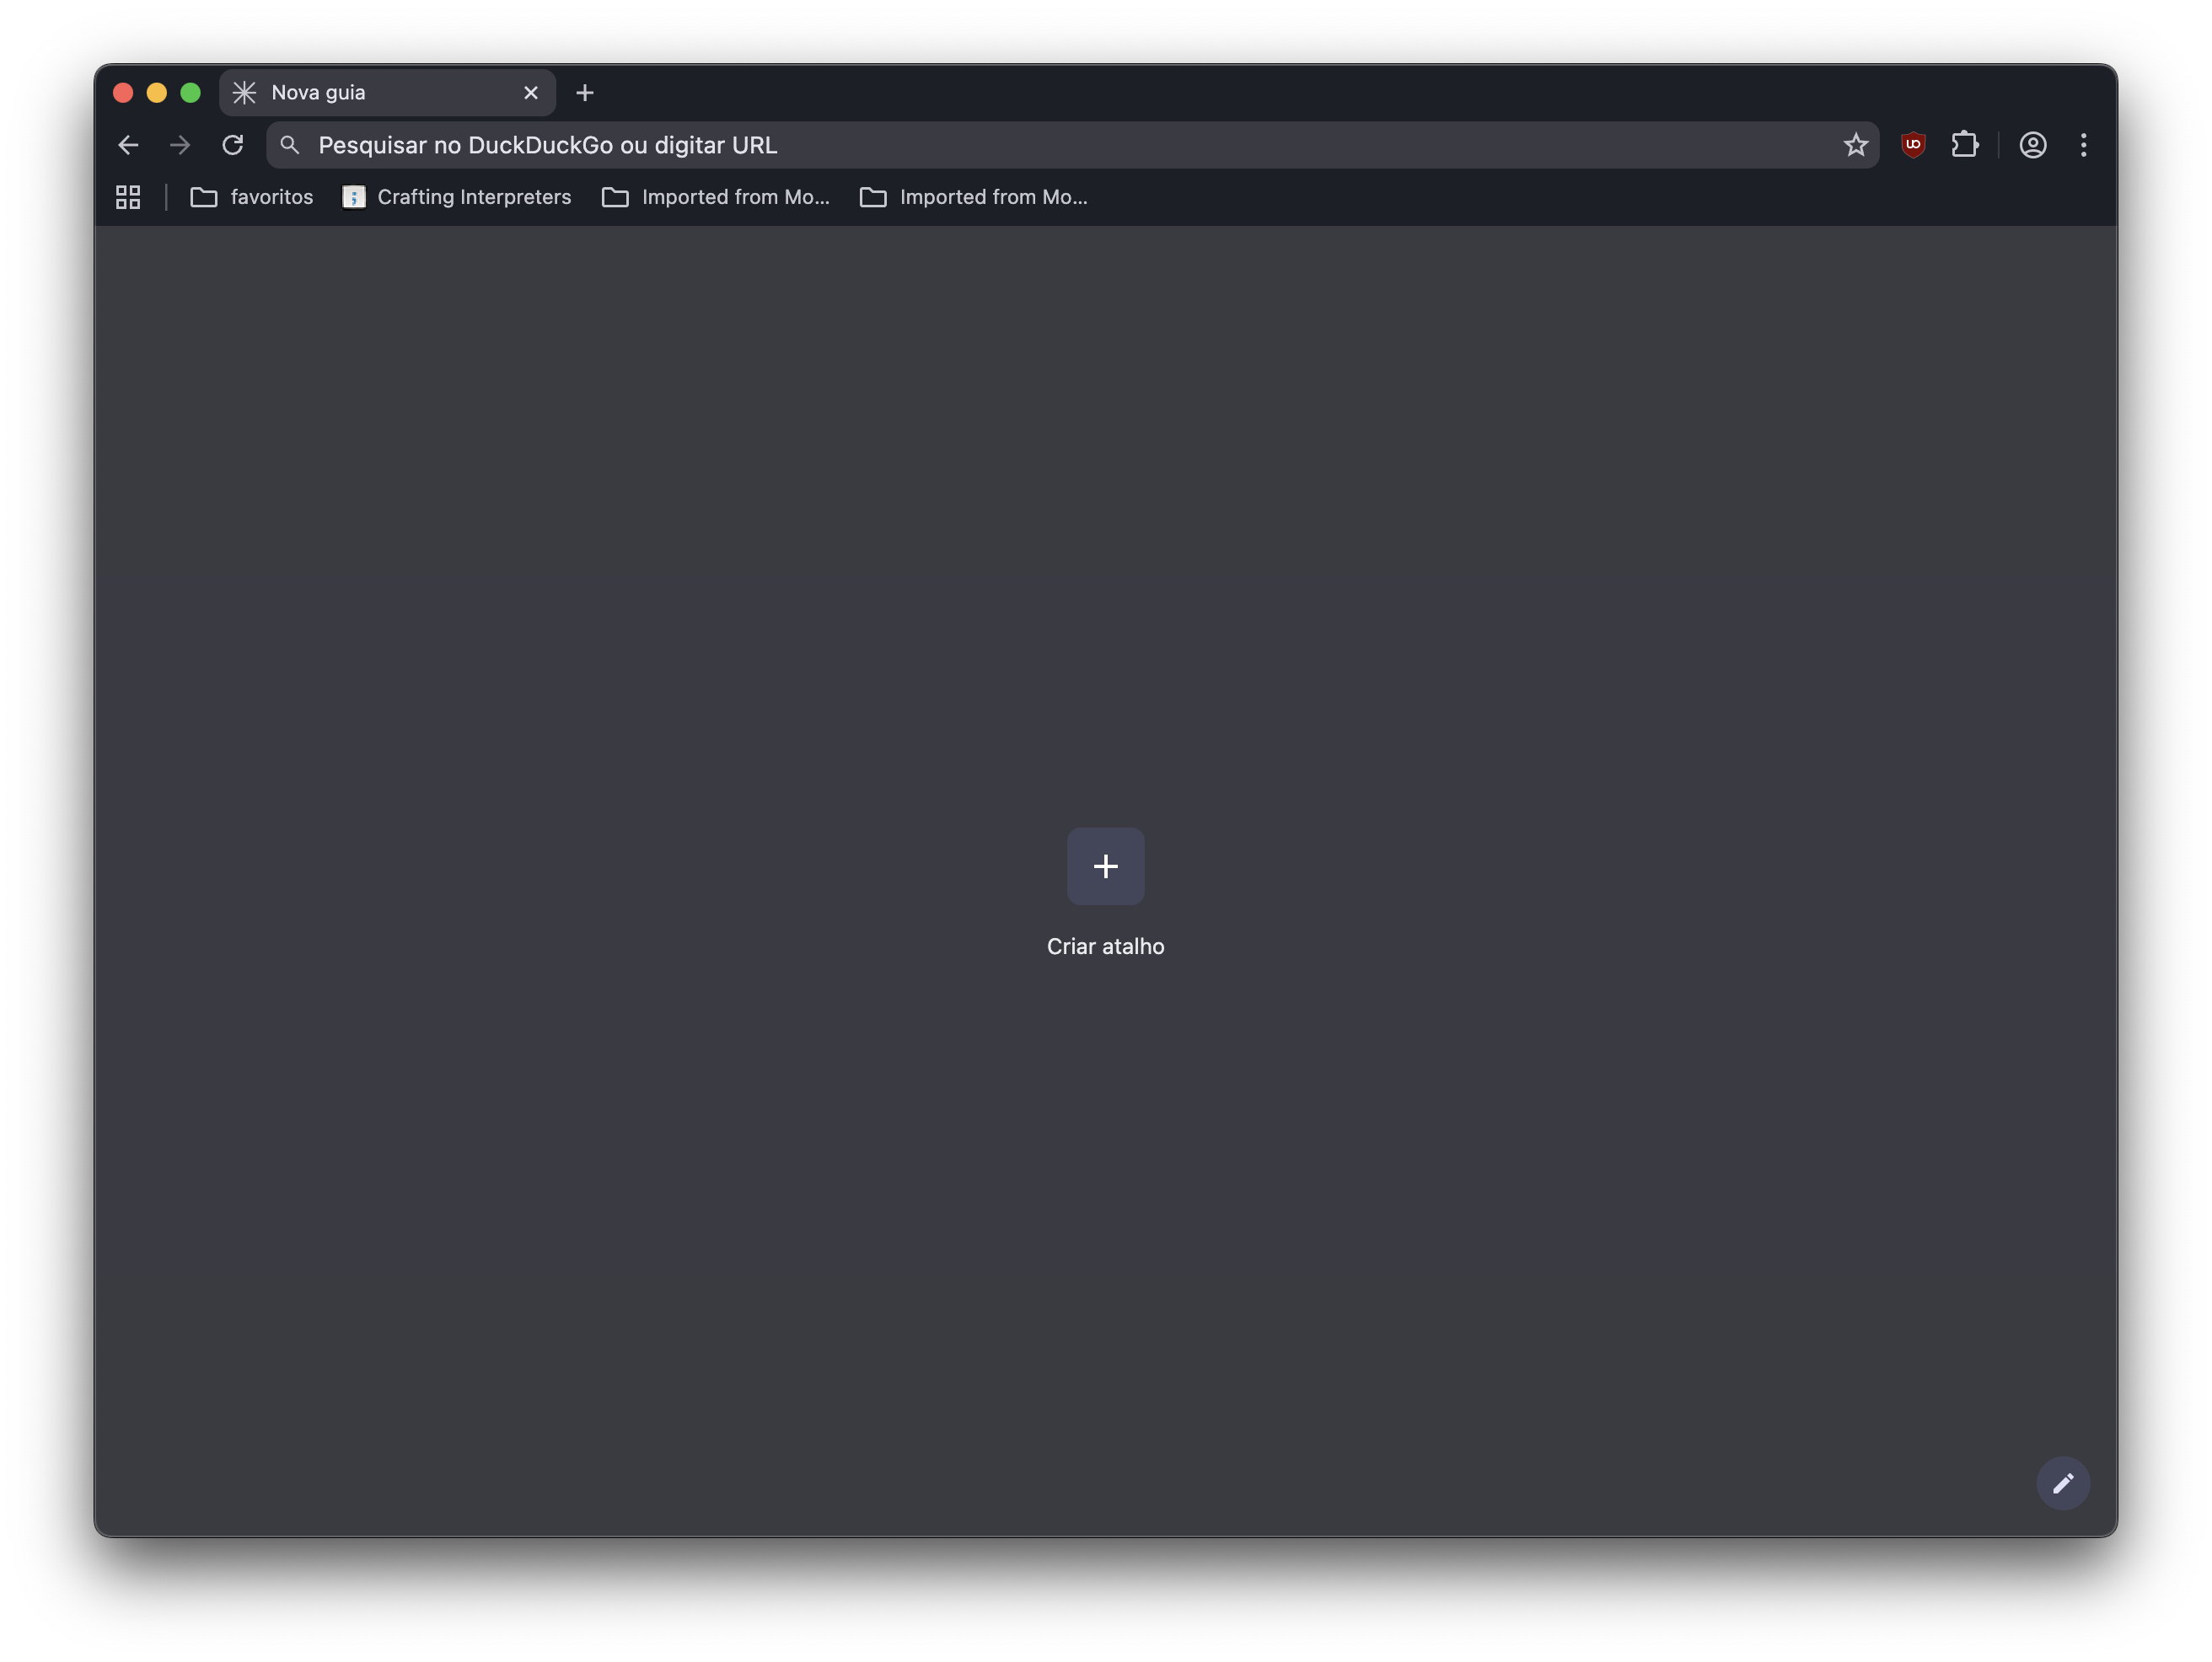 Nova guia
Pesquisar no DuckDuckGo ou digitar URL
favoritos Crafting Interpreters Imported from Mo... Imported from Mo...
Criar atalho